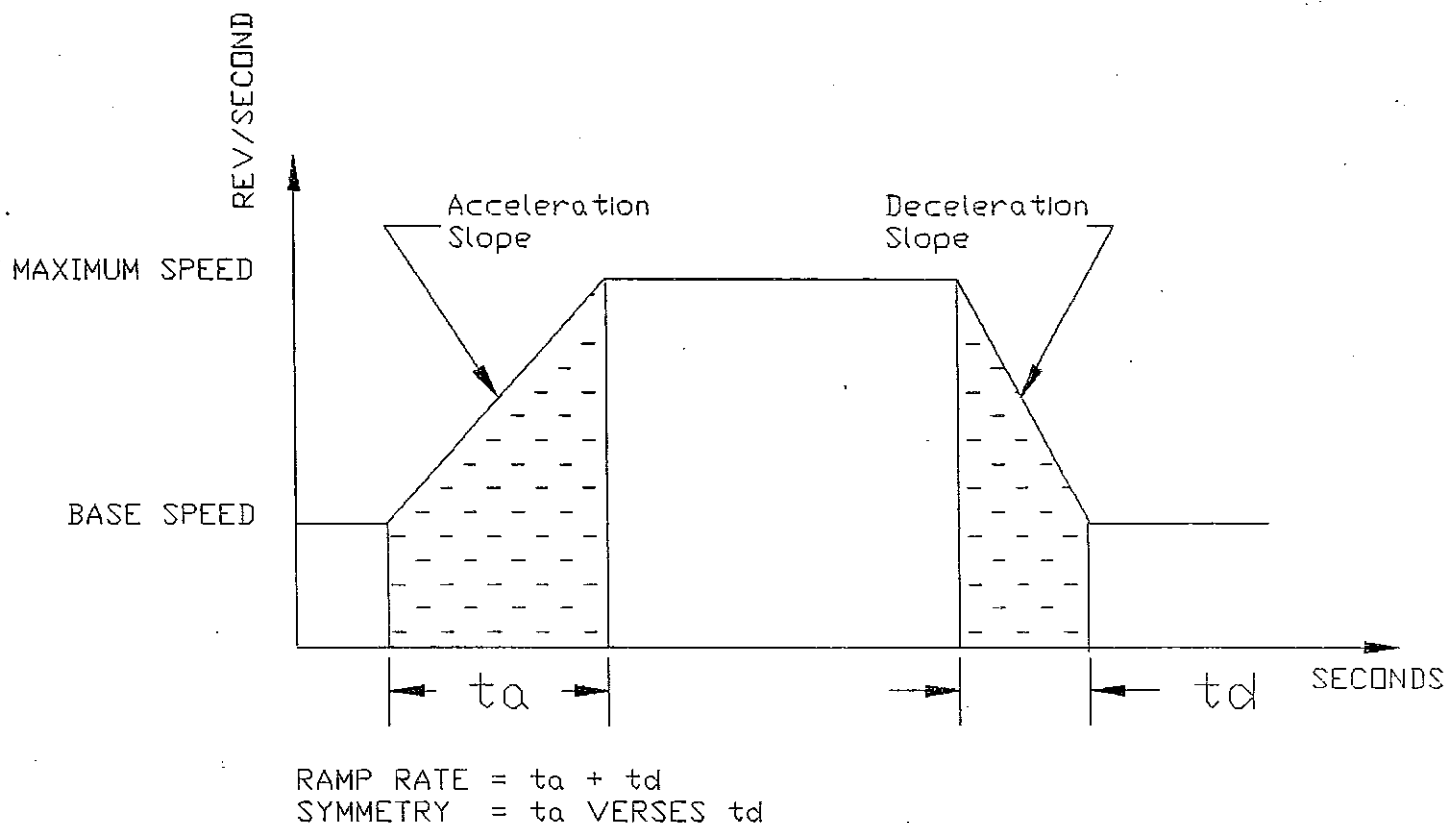 REV/SECOND
Acceleration
Slope
Deceleration
Slope
MAXIMUM SPEED
BASE SPEED
ta
td
SECONDS
RAMP RATE = ta + td
SYMMETRY = ta VERSES td